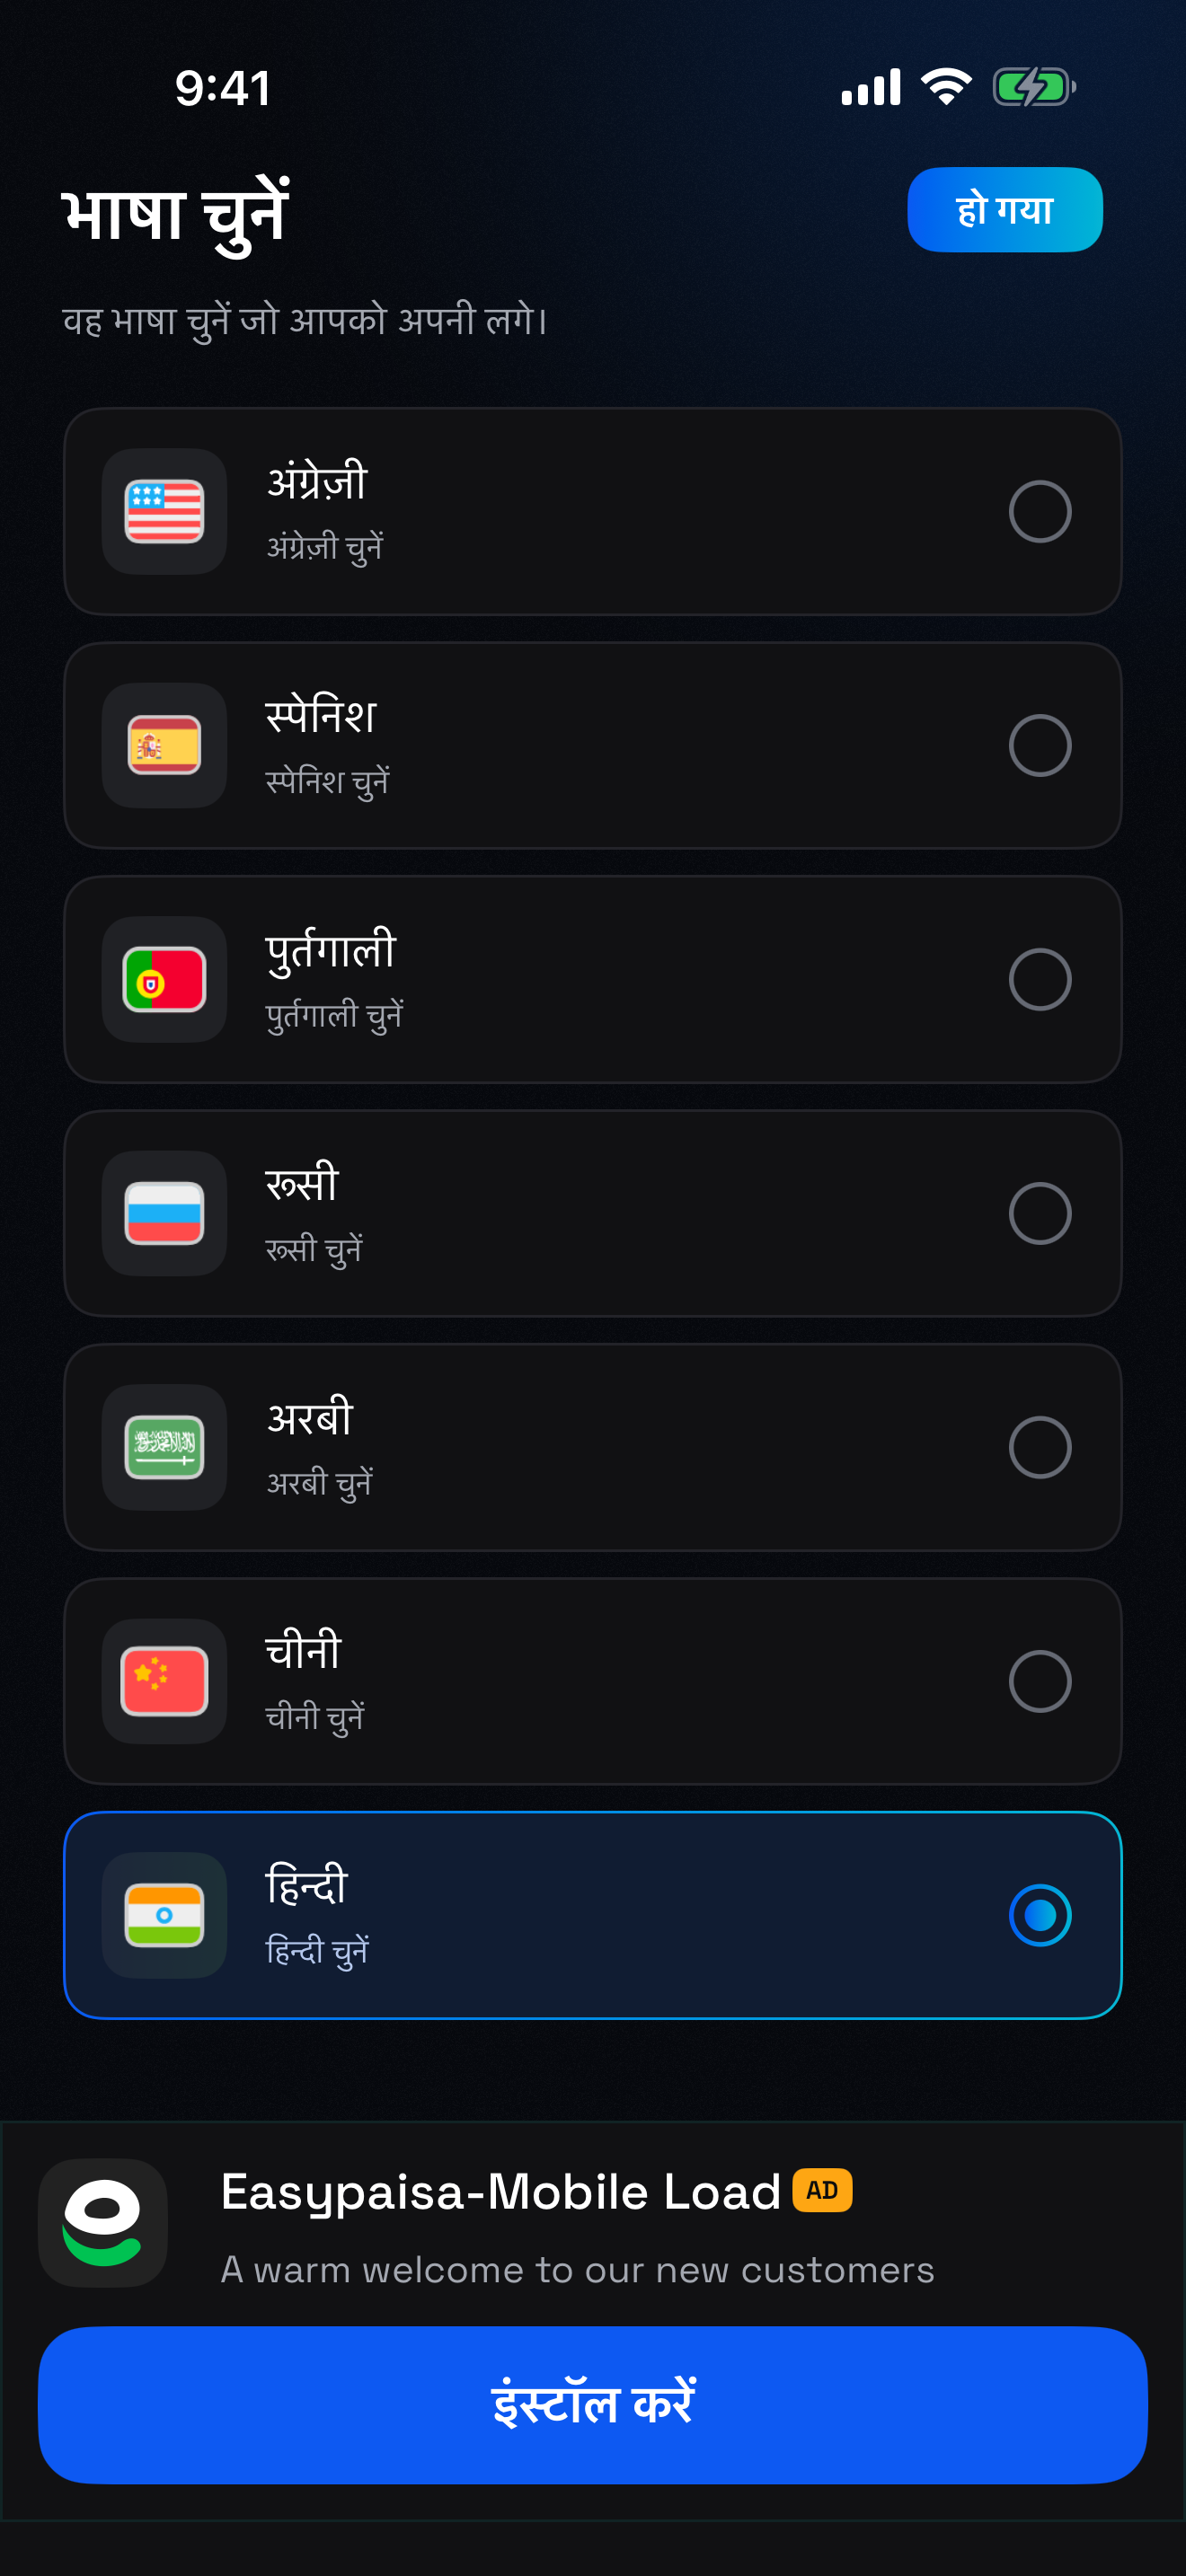 9:41
भाषा चुनें
हो गया
वह भाषा चुनें जो आपको अपनी लगे।
अंग्रेज़ी
अंग्रेज़ी चुनें
स्पेनिश
स्पेनिश चुनें
पुर्तगाली
पुर्तगाली चुनें
रूसी
रूसी चुनें
अरबी
अरबी चुनें
चीनी
चीनी चुनें
हिन्दी
हिन्दी चुनें
Easypaisa-Mobile Load AD
A warm welcome to our new customers
इंस्टॉल करें